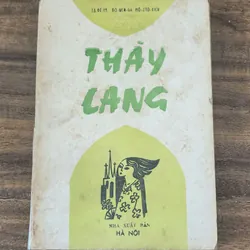 THẦY
LANG
NHÀ XUẤT BẢN
HÀ NỘI